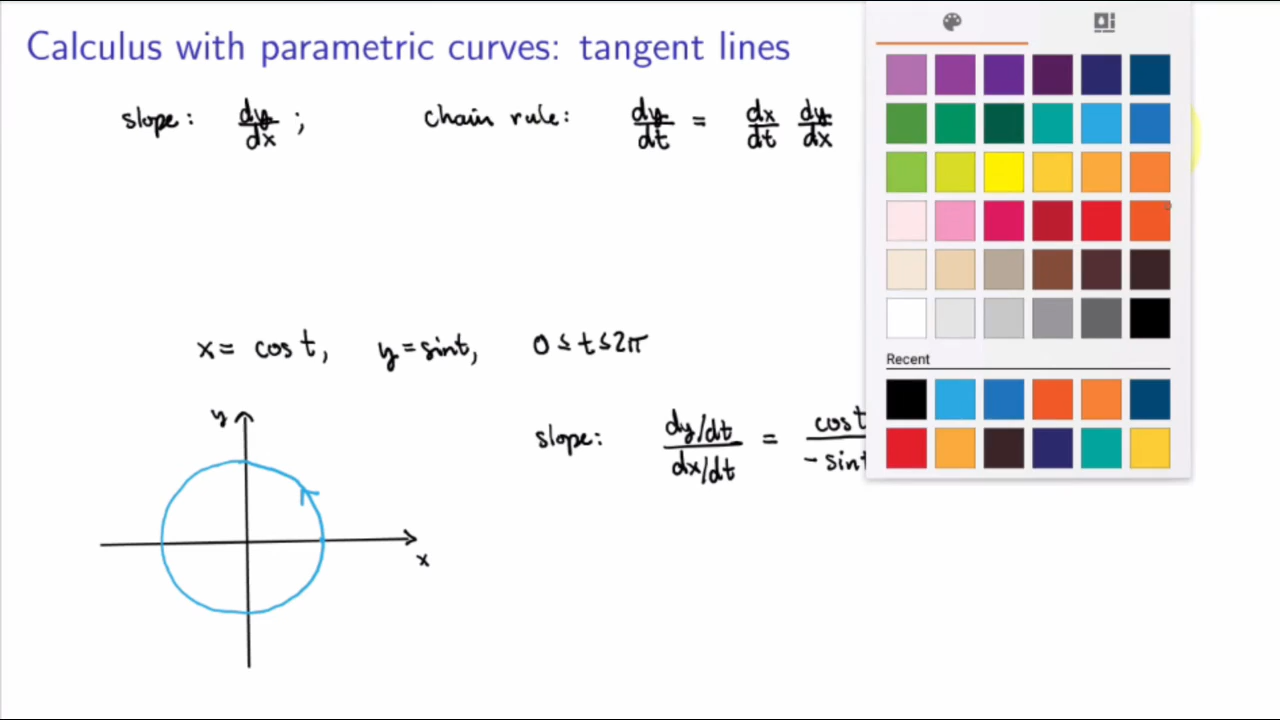 Calculus with parametric curves: tangent lines
slope: dy/dx ; chain rule: dy/dt = dx/dt dy/dx
x = cos t, y = sin t, 0 ≤ t ≤ 2π
slope: dy/dt / dx/dt = cos t / - sin t
y
x
Recent